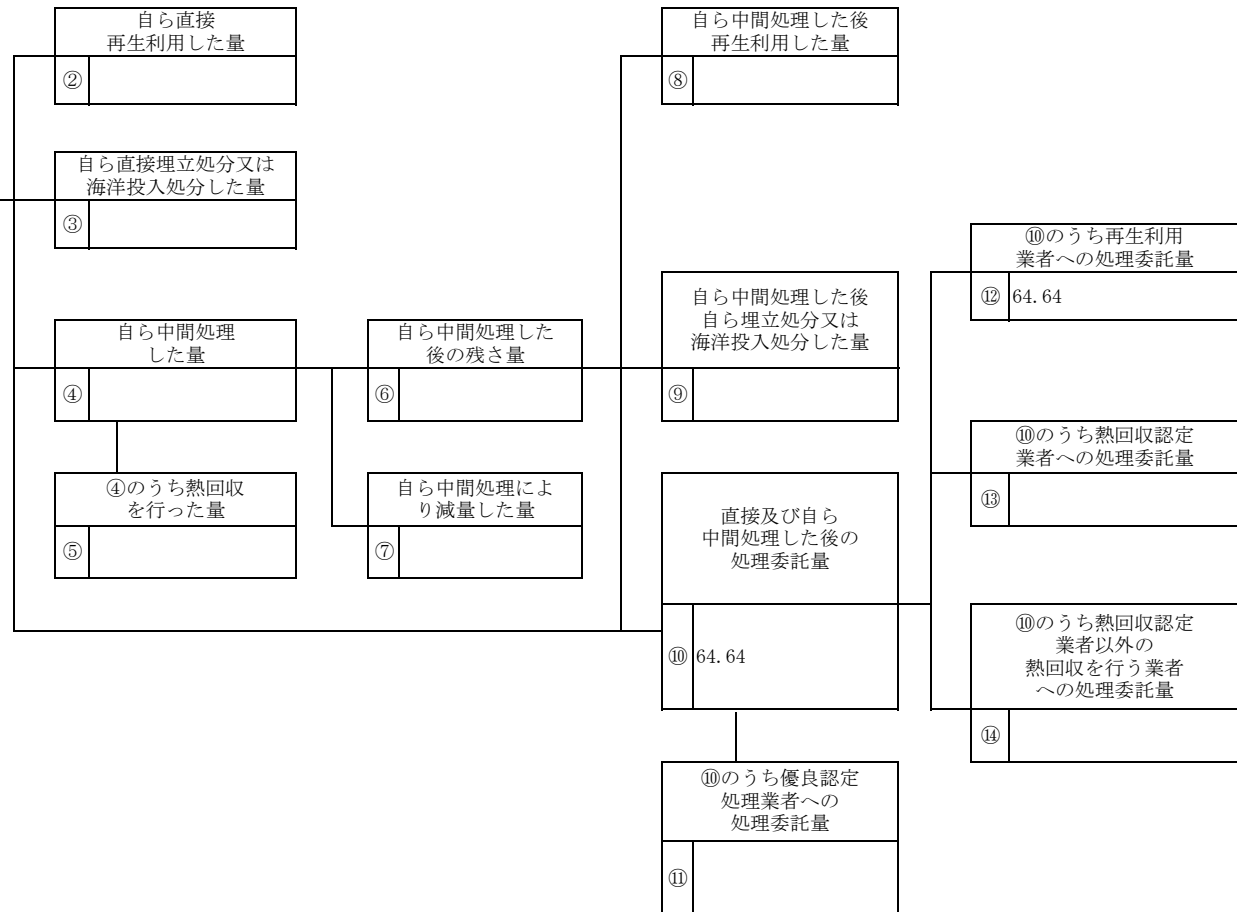 自ら直接
再生利用した量
②
自ら直接埋立処分又は
海洋投入処分した量
③
自ら中間処理
した量
④
④のうち熱回収
を行った量
⑤
自ら中間処理した
後の残さ量
⑥
自ら中間処理によ
り減量した量
⑦
自ら中間処理した後
再生利用した量
⑧
自ら中間処理した後
自ら埋立処分又は
海洋投入処分した量
⑨
直接及び自ら
中間処理した後の
処理委託量
⑩ 64.64
⑩のうち優良認定
処理業者への
処理委託量
⑪
⑩のうち再生利用
業者への処理委託量
⑫ 64.64
⑩のうち熱回収認定
業者への処理委託量
⑬
⑩のうち熱回収認定
業者以外の
熱回収を行う業者
への処理委託量
⑭